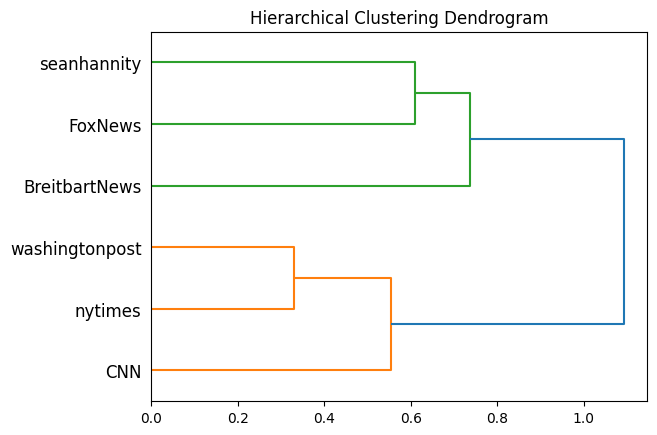 Hierarchical Clustering Dendrogram
seanhannity
FoxNews
BreitbartNews
washingtonpost
nytimes
CNN
0.0 0.2 0.4 0.6 0.8 1.0